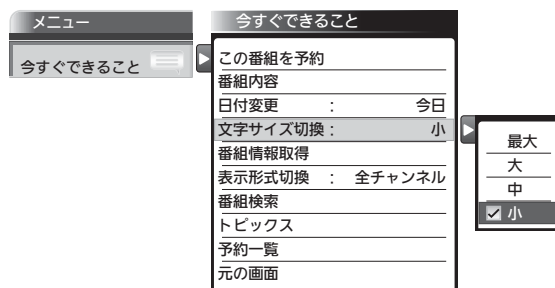 メニュー
今すぐできること
今すぐできること
この番組を予約
番組内容
日付変更 : 今日
文字サイズ切換 : 小
番組情報取得
表示形式切換 : 全チャンネル
番組検索
トピックス
予約一覧
元の画面
最大
大
中
小